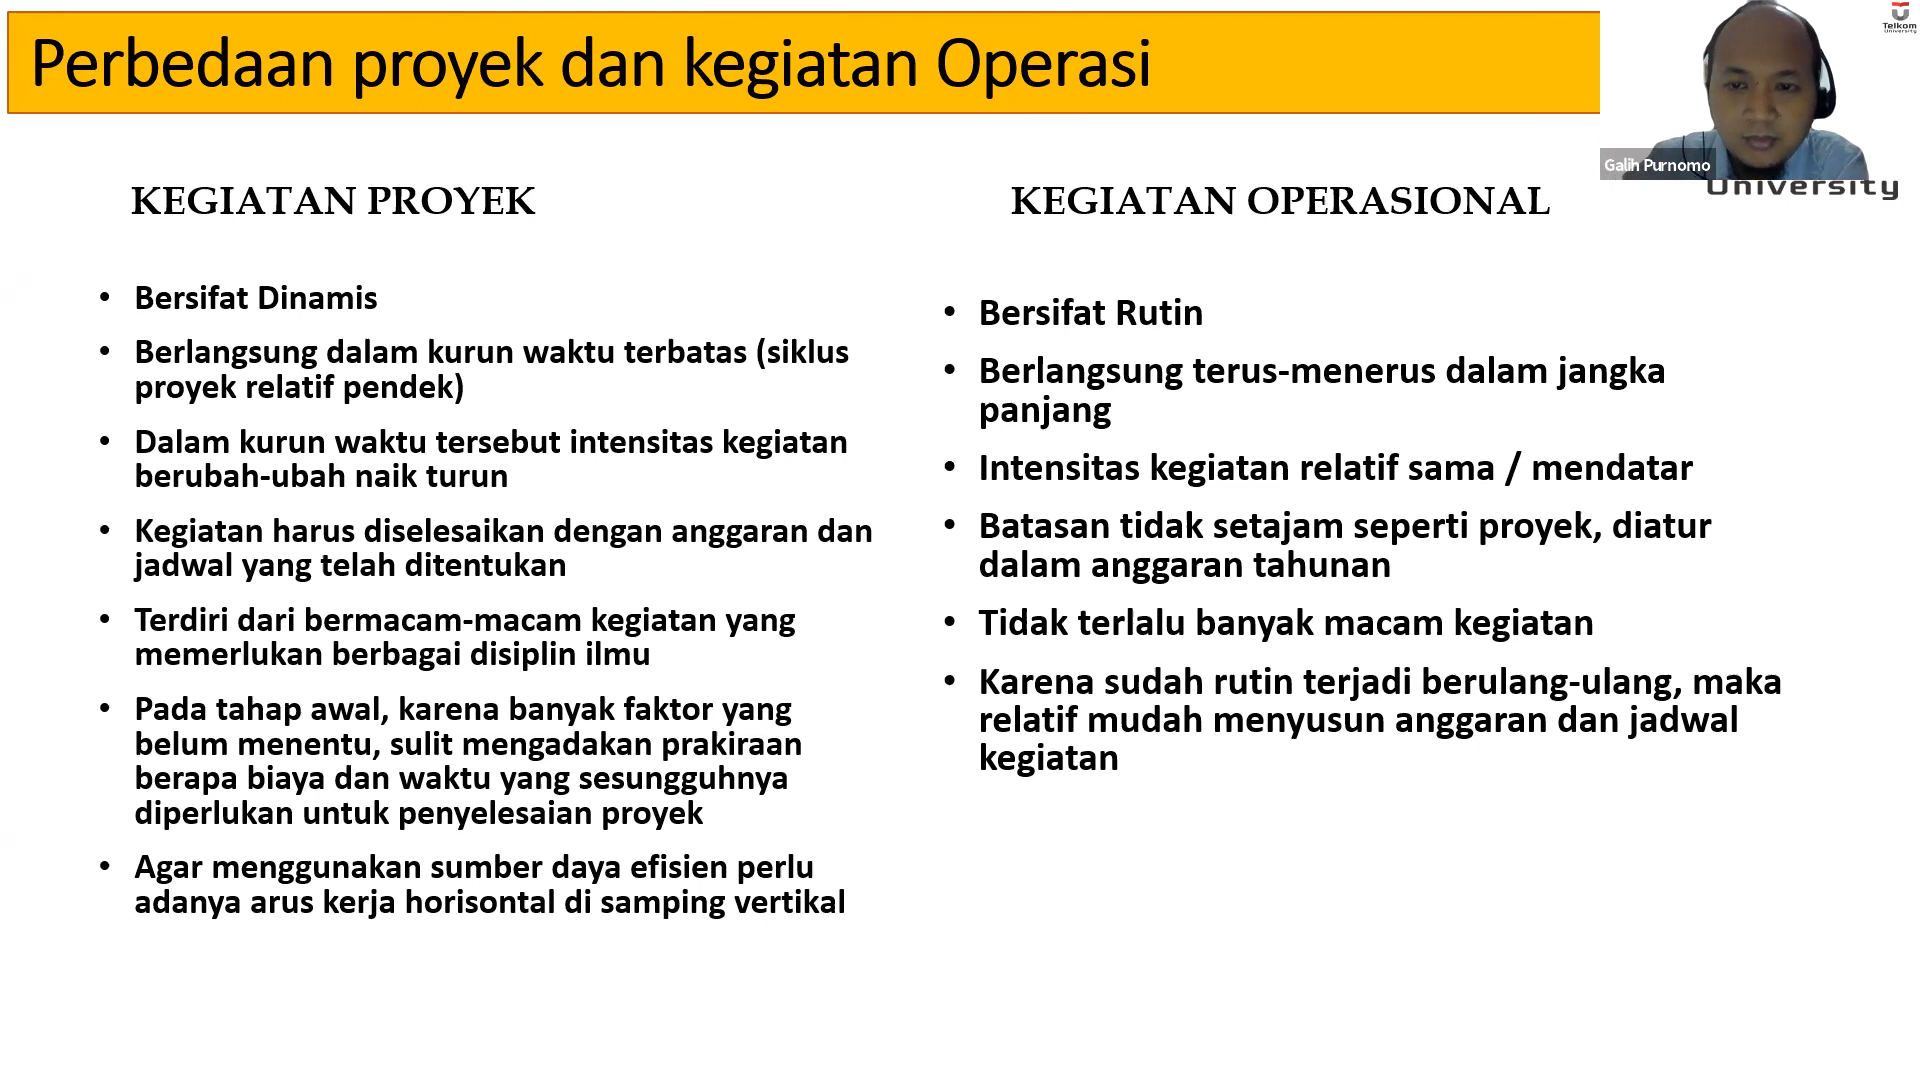 Perbedaan proyek dan kegiatan Operasi
Telkom
University
Galih Purnomo
University
KEGIATAN PROYEK
• Bersifat Dinamis
• Berlangsung dalam kurun waktu terbatas (siklus
proyek relatif pendek)
• Dalam kurun waktu tersebut intensitas kegiatan
berubah-ubah naik turun
• Kegiatan harus diselesaikan dengan anggaran dan
jadwal yang telah ditentukan
• Terdiri dari bermacam-macam kegiatan yang
memerlukan berbagai disiplin ilmu
• Pada tahap awal, karena banyak faktor yang
belum menentu, sulit mengadakan prakiraan
berapa biaya dan waktu yang sesungguhnya
diperlukan untuk penyelesaian proyek
• Agar menggunakan sumber daya efisien perlu
adanya arus kerja horisontal di samping vertikal
KEGIATAN OPERASIONAL
• Bersifat Rutin
• Berlangsung terus-menerus dalam jangka
panjang
• Intensitas kegiatan relatif sama / mendatar
• Batasan tidak setajam seperti proyek, diatur
dalam anggaran tahunan
• Tidak terlalu banyak macam kegiatan
• Karena sudah rutin terjadi berulang-ulang, maka
relatif mudah menyusun anggaran dan jadwal
kegiatan